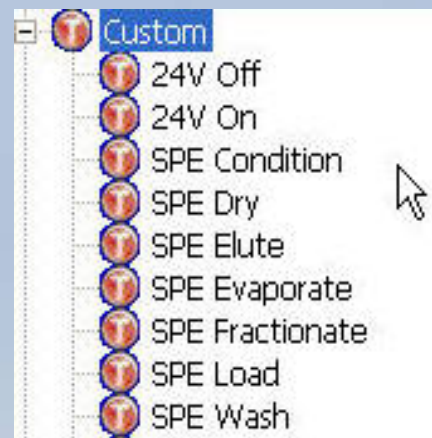 Custom
24V Off
24V On
SPE Condition
SPE Dry
SPE Elute
SPE Evaporate
SPE Fractionate
SPE Load
SPE Wash